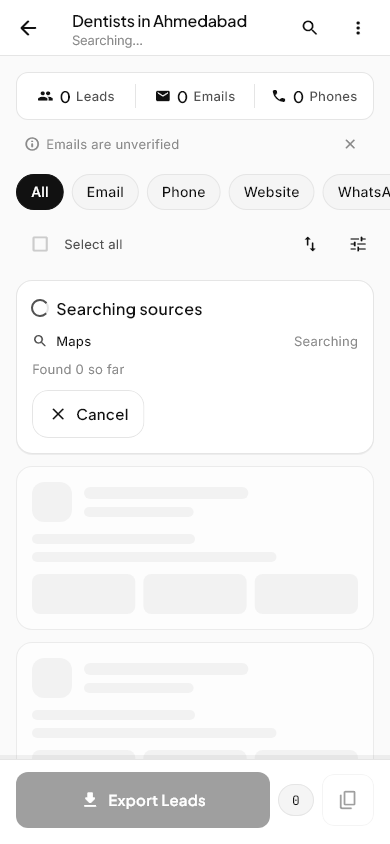 Dentists in Ahmedabad
Searching...
0 Leads
0 Emails
0 Phones
Emails are unverified
All
Email
Phone
Website
WhatsA
Select all
Searching sources
Maps
Searching
Found 0 so far
Cancel
Export Leads
0